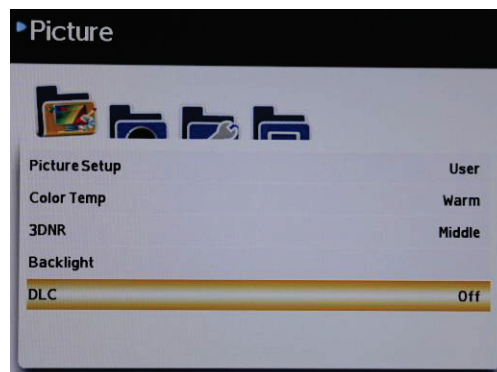 Picture
Picture Setup User
Color Temp Warm
3DNR Middle
Backlight
DLC Off